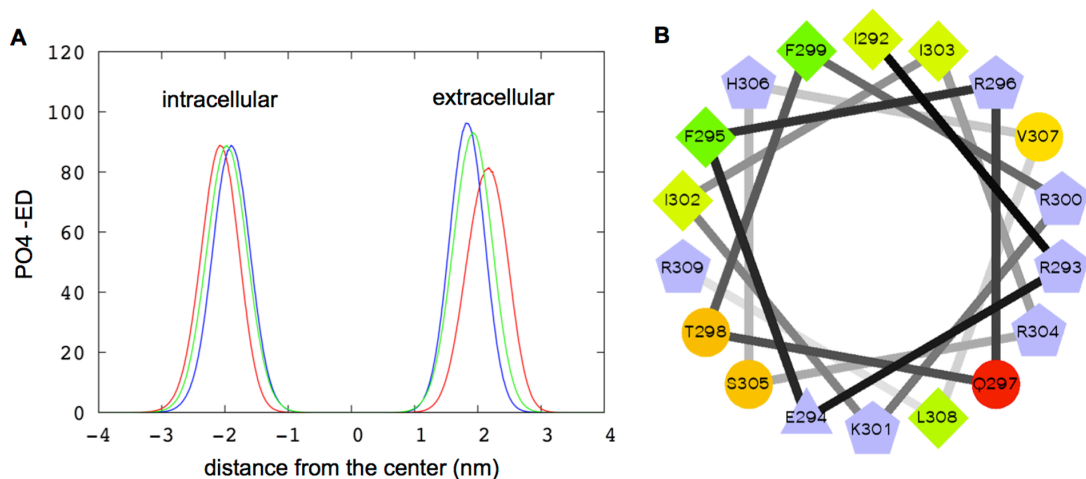 A
120
100
80
60
40
20
0
PO4 -ED
intracellular
extracellular
-4 -3 -2 -1 0 1 2 3 4
distance from the center (nm)
B
I292
F299
I303
H306
R296
F295
V307
I302
R300
R309
R293
T298
R304
S305
Q297
E294
L308
K301